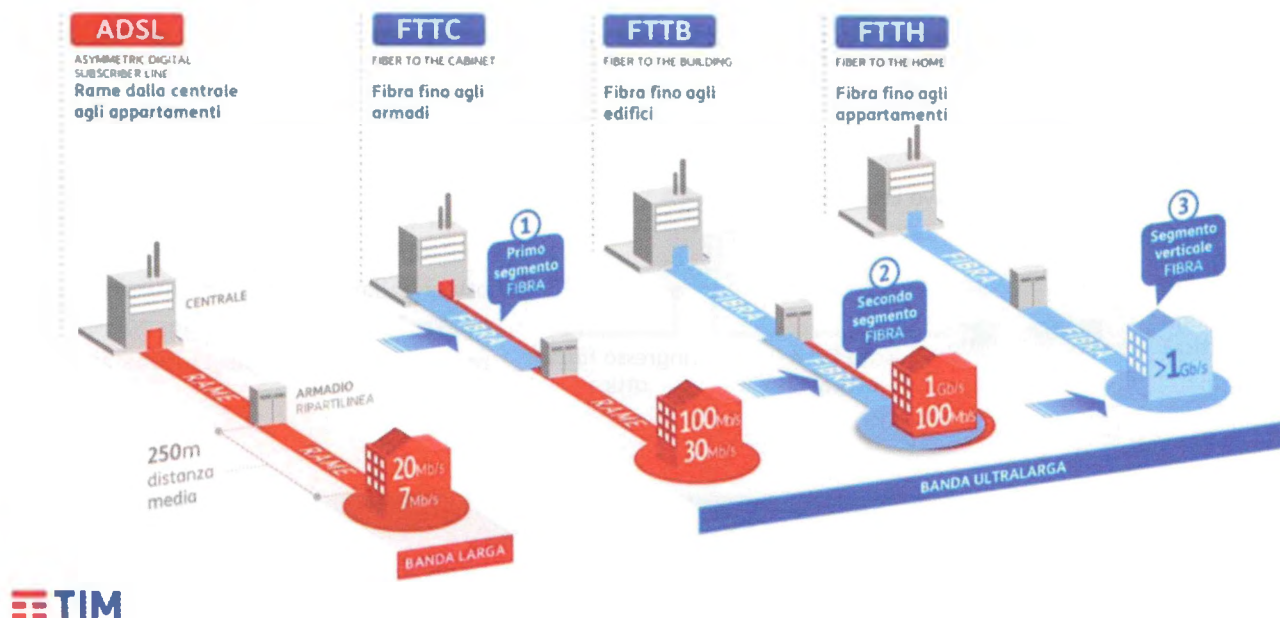 ADSL
ASYMMETRIC DIGITAL
SUBSCRIBER LINE
Rame dalla centrale
agli appartamenti
FTTC
FIBER TO THE CABINET
Fibra fino agli
armadi
FTTB
FIBER TO THE BUILDING
Fibra fino agli
edifici
FTTH
FIBER TO THE HOME
Fibra fino agli
appartamenti
CENTRALE
RAME
ARMADIO
RIPARTILINEA
RAME
250m
distanza
media
20Mb/s
7Mb/s
BANDA LARGA
1
Primo
segmento
FIBRA
FIBRA
RAME
100Mb/s
30Mb/s
FIBRA
2
Secondo
segmento
FIBRA
FIBRA
1Gb/s
100Mb/s
FIBRA
3
Segmento
verticale
FIBRA
FIBRA
>1Gb/s
BANDA ULTRALARGA
ingresso
TIM